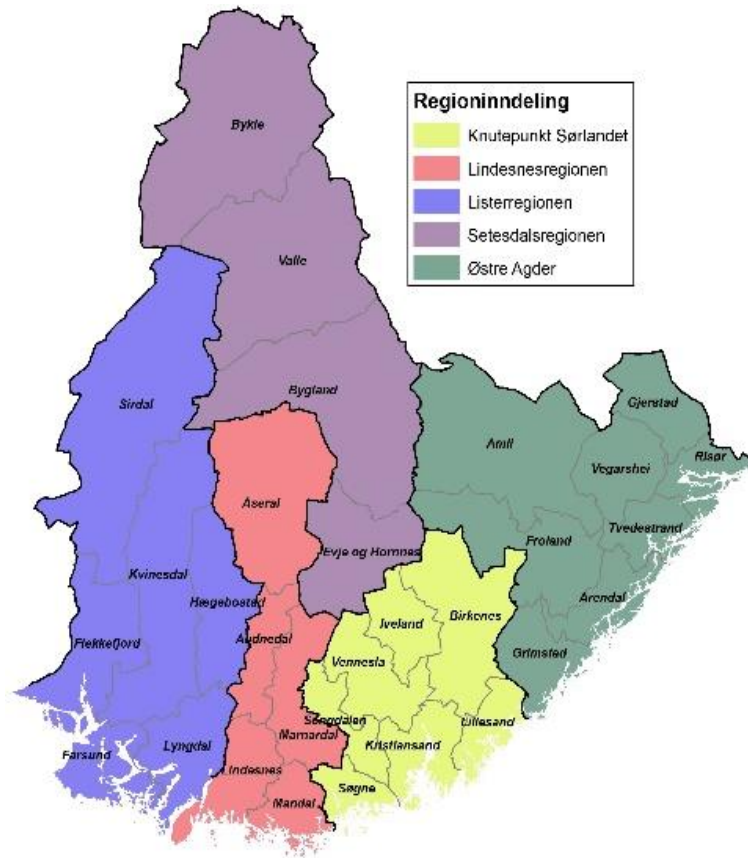 Regioninndeling
Knutepunkt Sørlandet
Lindesnesregionen
Listerregionen
Setesdalsregionen
Østre Agder
Bykle
Valle
Sirdal
Bygland
Gjerstad
Amli
Risør
Vegarshei
Åseral
Tvedestrand
Froland
Evje og Hornnes
Kvinesdal
Hægebostad
Birkenes
Arendal
Iveland
Audnedal
Flekkefjord
Grimstad
Vennesla
Songdalen
Lillesand
Marnardal
Kristiansand
Lyngdal
Farsund
Lindesnes
Søgne
Mandal